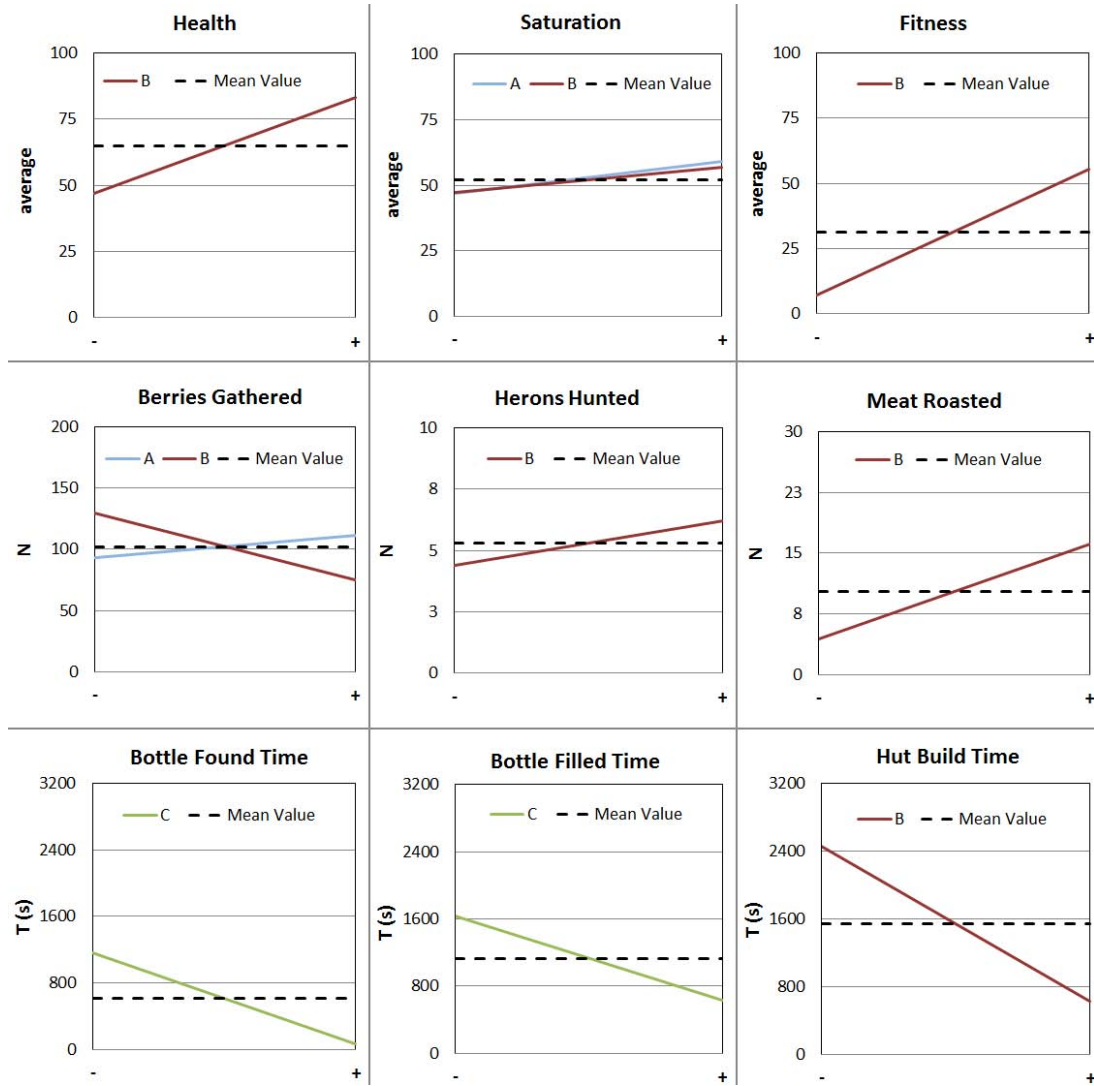 Health
100
B Mean Value
75
average
50
25
0
- +
Saturation
100
A B Mean Value
75
average
50
25
0
- +
Fitness
100
B Mean Value
75
average
50
25
0
- +
Berries Gathered
200
A B Mean Value
150
N
100
50
0
- +
Herons Hunted
10
B Mean Value
8
N
5
3
0
- +
Meat Roasted
30
B Mean Value
23
N
15
8
0
- +
Bottle Found Time
3200
C Mean Value
2400
T (s)
1600
800
0
- +
Bottle Filled Time
3200
C Mean Value
2400
T (s)
1600
800
0
- +
Hut Build Time
3200
B Mean Value
2400
T (s)
1600
800
0
- +